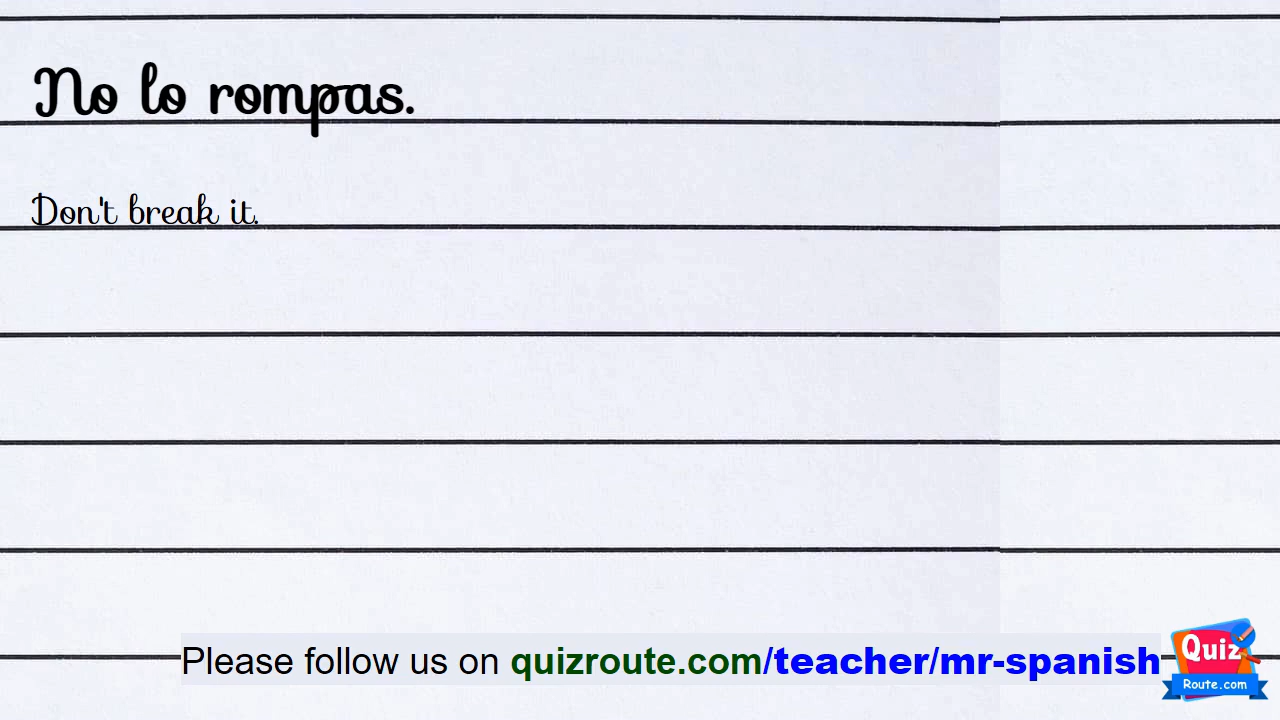 No lo rompas.
Don't break it.
Please follow us on quizroute.com/teacher/mr-spanish
Quiz
Route.com